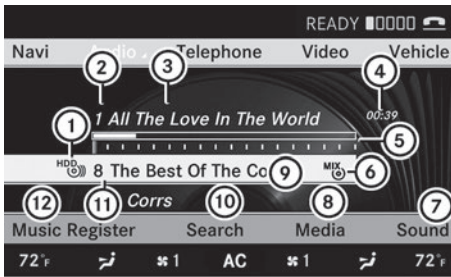 READY
Navi Audio Telephone Video Vehicle
2 3 4
1 All The Love In The World 00:39
1 5
HDD 8 The Best Of The Co 9 MIX 6
12 11 Corrs 10 8 7
Music Register Search Media Sound
72°F 1 AC 1 72°F